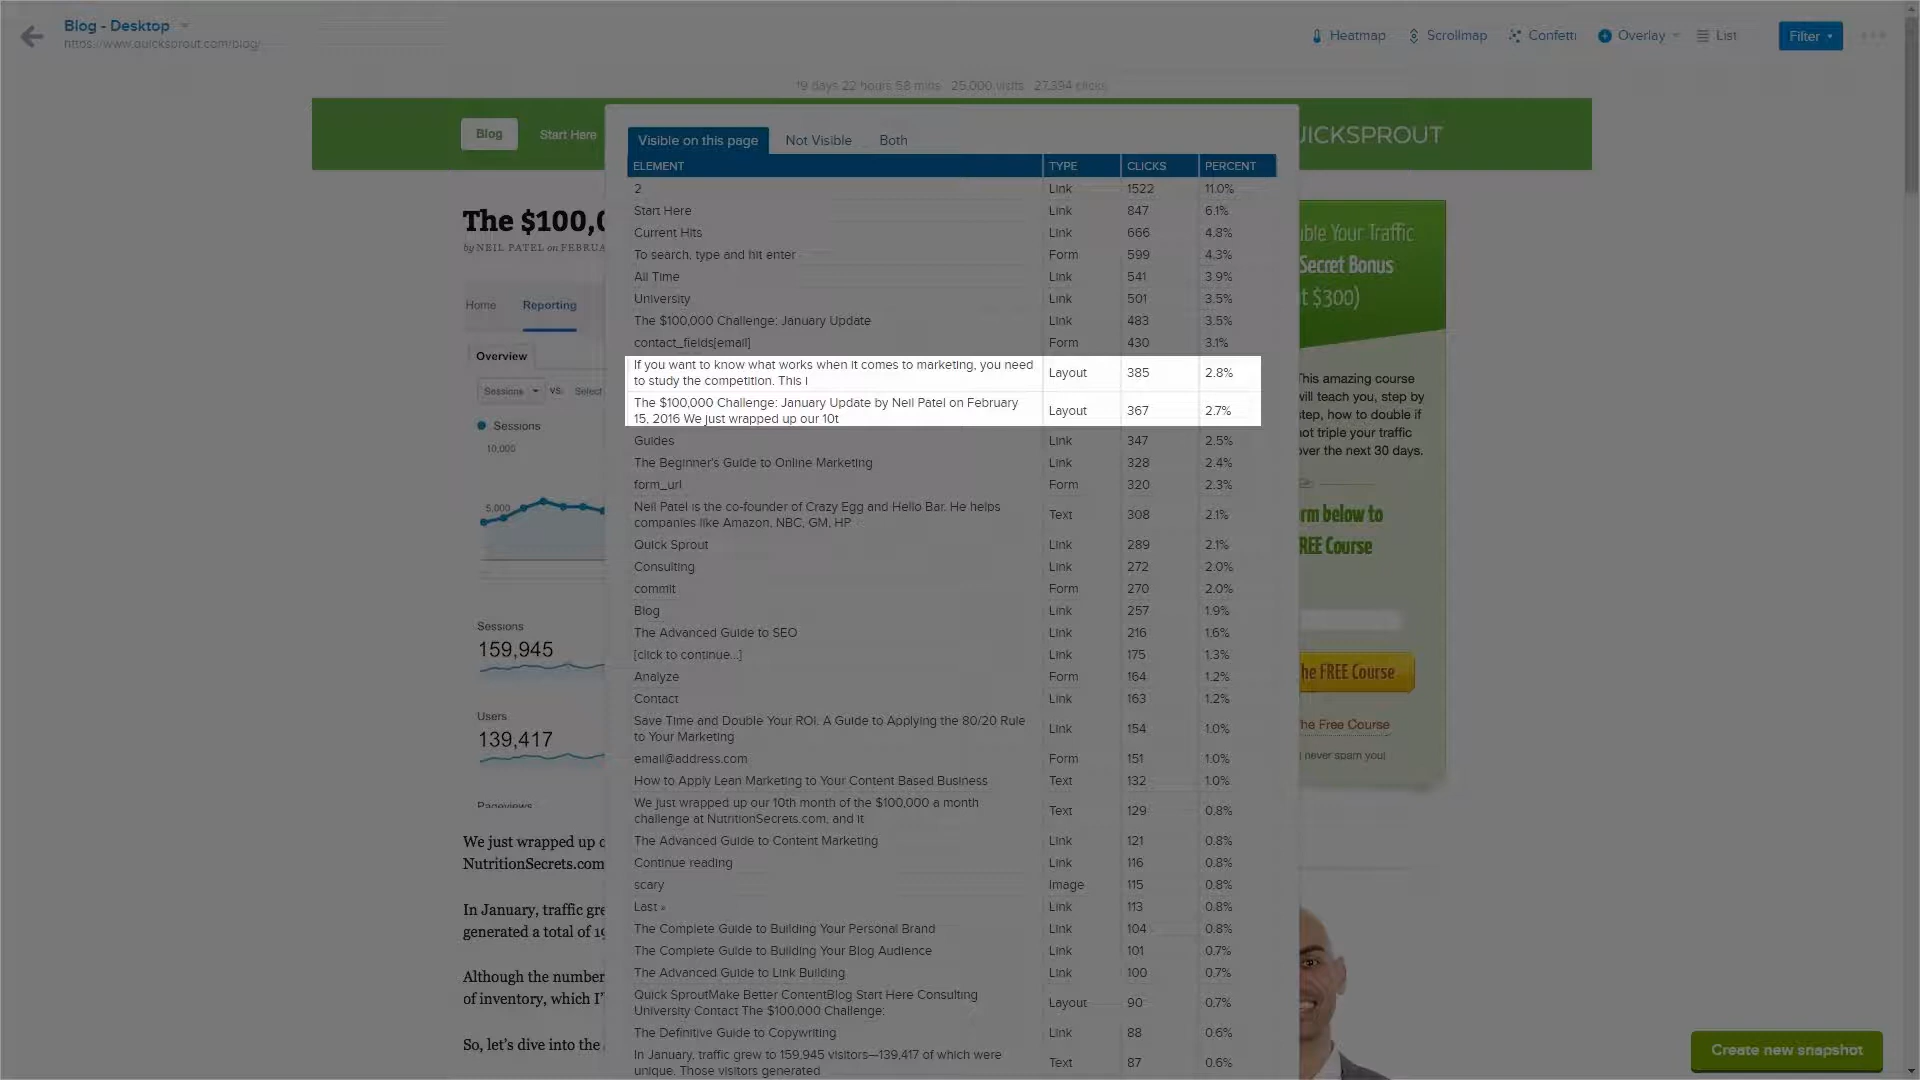 Blog - Desktop
https://www.quicksprout.com/blog/
Heatmap
Scrollmap
Confetti
Overlay
List
Filter
19 days 22 hours 58 mins 25,000 visits 27,394 clicks
Blog
Start Here
UICKSPROUT
Visible on this page
Not Visible
Both
ELEMENT TYPE CLICKS PERCENT
2 Link 1522 11.0%
Start Here Link 847 6.1%
Current Hits Link 666 4.8%
To search, type and hit enter Form 599 4.3%
All Time Link 541 3.9%
University Link 501 3.5%
The $100,000 Challenge: January Update Link 483 3.5%
contact_fields[email] Form 430 3.1%
If you want to know what works when it comes to marketing, you need
to study the competition. This I Layout 385 2.8%
The $100,000 Challenge: January Update by Neil Patel on February
15, 2016 We just wrapped up our 10t Layout 367 2.7%
Guides Link 347 2.5%
The Beginner's Guide to Online Marketing Link 328 2.4%
form_url Form 320 2.3%
Neil Patel is the co-founder of Crazy Egg and Hello Bar. He helps
companies like Amazon, NBC, GM, HP Text 308 2.1%
Quick Sprout Link 289 2.1%
Consulting Link 272 2.0%
commit Form 270 2.0%
Blog Link 257 1.9%
The Advanced Guide to SEO Link 216 1.6%
[click to continue...] Link 175 1.3%
Analyze Form 164 1.2%
Contact Link 163 1.2%
Save Time and Double Your ROI: A Guide to Applying the 80/20 Rule
to Your Marketing Link 154 1.0%
email@address.com Form 151 1.0%
How to Apply Lean Marketing to Your Content Based Business Text 132 1.0%
We just wrapped up our 10th month of the $100,000 a month
challenge at NutritionSecrets.com, and it Text 129 0.8%
The Advanced Guide to Content Marketing Link 121 0.8%
Continue reading Link 116 0.8%
scary Image 115 0.8%
Last » Link 113 0.8%
The Complete Guide to Building Your Personal Brand Link 104 0.8%
The Complete Guide to Building Your Blog Audience Link 101 0.7%
The Advanced Guide to Link Building Link 100 0.7%
Quick SproutMake Better ContentBlog Start Here Consulting
University Contact The $100,000 Challenge: Layout 90 0.7%
The Definitive Guide to Copywriting Link 88 0.6%
In January, traffic grew to 159,945 visitors—139,417 of which were
unique. Those visitors generated Text 87 0.6%
The $100,0
by NEIL PATEL on FEBRUA
Home
Reporting
Overview
Sessions
vs.
Select
Sessions
10,000
5,000
Sessions
159,945
Users
139,417
Pageviews
We just wrapped up
NutritionSecrets.com
In January, traffic gre
generated a total of 19
Although the number
of inventory, which I'
So, let's dive into the
ble Your Traffic
Secret Bonus
t $300)
This amazing course
will teach you, step by
step, how to double if
not triple your traffic
over the next 30 days.
rm below to
REE Course
he FREE Course
he Free Course
never spam you!
Create new snapshot